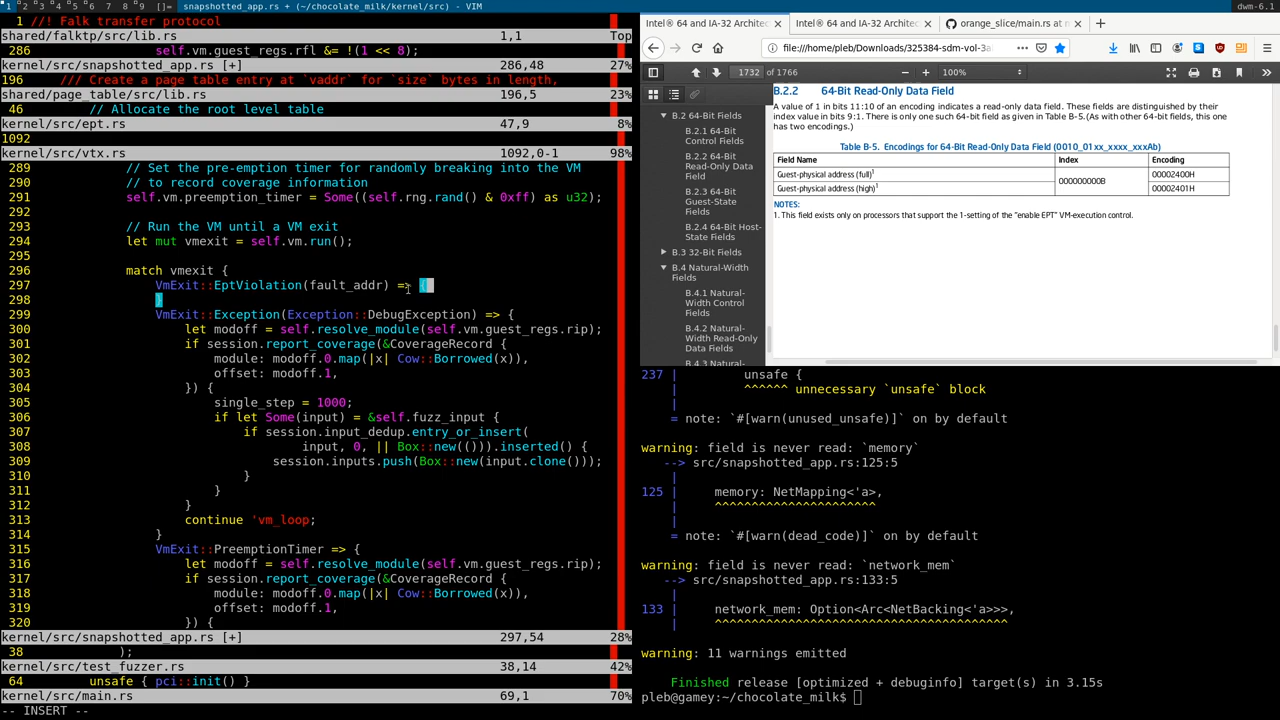 1 2 3 4 5 6 7 8 9 []= snapshotted_app.rs + (~/chocolate_milk/kernel/src) - VIM
dwm-6.1
1 //! Falk transfer protocol
shared/falktp/src/lib.rs 1,1 Top
286 self.vm.guest_regs.rfl &= !(1 << 8);
kernel/src/snapshotted_app.rs [+] 286,48 27%
196 /// Create a page table entry at `vaddr` for `size` bytes in length,
shared/page_table/src/lib.rs 196,5 23%
46 // Allocate the root level table
kernel/src/ept.rs 47,9 8%
1092
kernel/src/vtx.rs 1092,0-1 98%
289 // Set the pre-emption timer for randomly breaking into the VM
290 // to record coverage information
291 self.vm.preemption_timer = Some((self.rng.rand() & 0xff) as u32);
292
293 // Run the VM until a VM exit
294 let mut vmexit = self.vm.run();
295
296 match vmexit {
297 VmExit::EptViolation(fault_addr) => {
298 }
299 VmExit::Exception(Exception::DebugException) => {
300 let modoff = self.resolve_module(self.vm.guest_regs.rip);
301 if session.report_coverage(&CoverageRecord {
302 module: modoff.0.map(|x| Cow::Borrowed(x)),
303 offset: modoff.1,
304 }) {
305 single_step = 1000;
306 if let Some(input) = &self.fuzz_input {
307 if session.input_dedup.entry_or_insert(
308 input, 0, || Box::new(())).inserted() {
309 session.inputs.push(Box::new(input.clone()));
310 }
311 }
312 }
313 continue 'vm_loop;
314 }
315 VmExit::PreemptionTimer => {
316 let modoff = self.resolve_module(self.vm.guest_regs.rip);
317 if session.report_coverage(&CoverageRecord {
318 module: modoff.0.map(|x| Cow::Borrowed(x)),
319 offset: modoff.1,
320 }) {
kernel/src/snapshotted_app.rs [+] 297,54 28%
38 );
kernel/src/test_fuzzer.rs 38,14 42%
64 unsafe { pci::init() }
kernel/src/main.rs 69,1 70%
-- INSERT --
Intel® 64 and IA-32 Architec
Intel® 64 and IA-32 Architec
orange_slice/main.rs at n
file:///home/pleb/Downloads/325384-sdm-vol-3a
1732 of 1766
100%
B.2 64-Bit Fields
B.2.1 64-Bit
Control Fields
B.2.2 64-Bit
Read-Only Data
Field
B.2.3 64-Bit
Guest-State
Fields
B.2.4 64-Bit Host-
State Fields
B.3 32-Bit Fields
B.4 Natural-Width
Fields
B.4.1 Natural-
Width Control
Fields
B.4.2 Natural-
Width Read-Only
Data Fields
B.4.3 Natural-
B.2.2 64-Bit Read-Only Data Field
A value of 1 in bits 11:10 of an encoding indicates a read-only data field. These fields are distinguished by their
index value in bits 9:1. There is only one such 64-bit field as given in Table B-5.(As with other 64-bit fields, this one
has two encodings.)
Table B-5. Encodings for 64-Bit Read-Only Data Field (0010_01xx_xxxx_xxxAb)
Field Name Index Encoding
Guest-physical address (full)1 000000000B 00002400H
Guest-physical address (high)1 00002401H
NOTES:
1. This field exists only on processors that support the 1-setting of the "enable EPT" VM-execution control.
237 | unsafe {
| ^^^^^^ unnecessary `unsafe` block
|
= note: `#[warn(unused_unsafe)]` on by default
warning: field is never read: `memory`
--> src/snapshotted_app.rs:125:5
|
125 | memory: NetMapping<'a>,
| ^^^^^^^^^^^^^^^^^^^^^^
|
= note: `#[warn(dead_code)]` on by default
warning: field is never read: `network_mem`
--> src/snapshotted_app.rs:133:5
|
133 | network_mem: Option<Arc<NetBacking<'a>>>,
| ^^^^^^^^^^^^^^^^^^^^^^^^^^^^^^^^^^^^^^^^
warning: 11 warnings emitted
Finished release [optimized + debuginfo] target(s) in 3.15s
pleb@gamey:~/chocolate_milk$